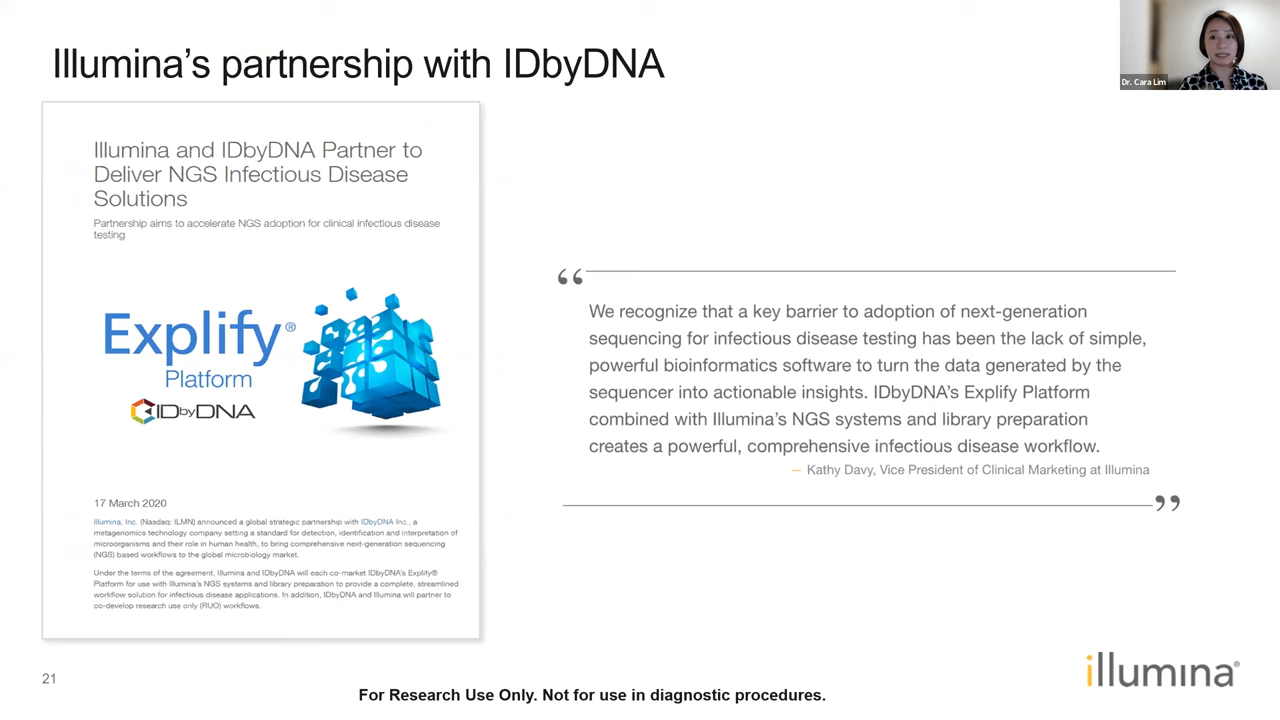 Illumina's partnership with IDbyDNA
Dr. Cara Lim
Illumina and IDbyDNA Partner to
Deliver NGS Infectious Disease
Solutions
Partnership aims to accelerate NGS adoption for clinical infectious disease
testing
Explify®
Platform
IDbyDNA
17 March 2020
Illumina, Inc. (Nasdaq: ILMN) announced a global strategic partnership with IDbyDNA Inc., a
metagenomics technology company setting a standard for detection, identification and interpretation of
microorganisms and their role in human health, to bring comprehensive next-generation sequencing
(NGS) based workflows to the global microbiology market.
Under the terms of the agreement, Illumina and IDbyDNA will each co-market IDbyDNA's Explify®
Platform for use with Illumina's NGS systems and library preparation to provide a complete, streamlined
workflow solution for infectious disease applications. In addition, IDbyDNA and Illumina will partner to
co-develop research use only (RUO) workflows.
“
We recognize that a key barrier to adoption of next-generation
sequencing for infectious disease testing has been the lack of simple,
powerful bioinformatics software to turn the data generated by the
sequencer into actionable insights. IDbyDNA's Explify Platform
combined with Illumina's NGS systems and library preparation
creates a powerful, comprehensive infectious disease workflow.
— Kathy Davy, Vice President of Clinical Marketing at Illumina
”
21
For Research Use Only. Not for use in diagnostic procedures.
illumina®